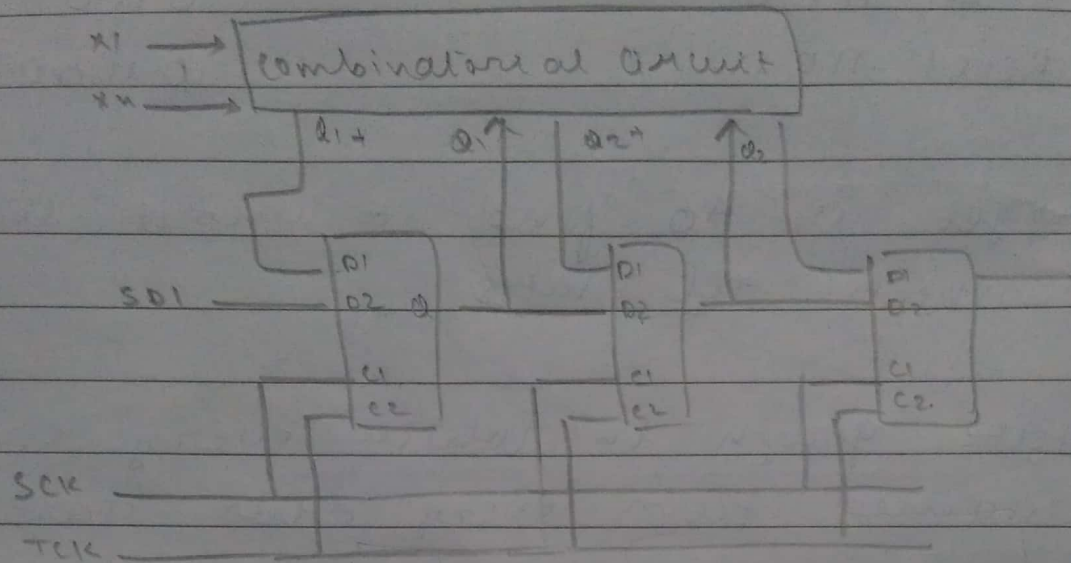 x1
combinational circuit
xn
Q1+ Q1 Q2+ Q2
D1 D1 D1
SD1 D2 Q D2 D2
C1 C1 C1
C2 C2 C2.
SCK
TCK